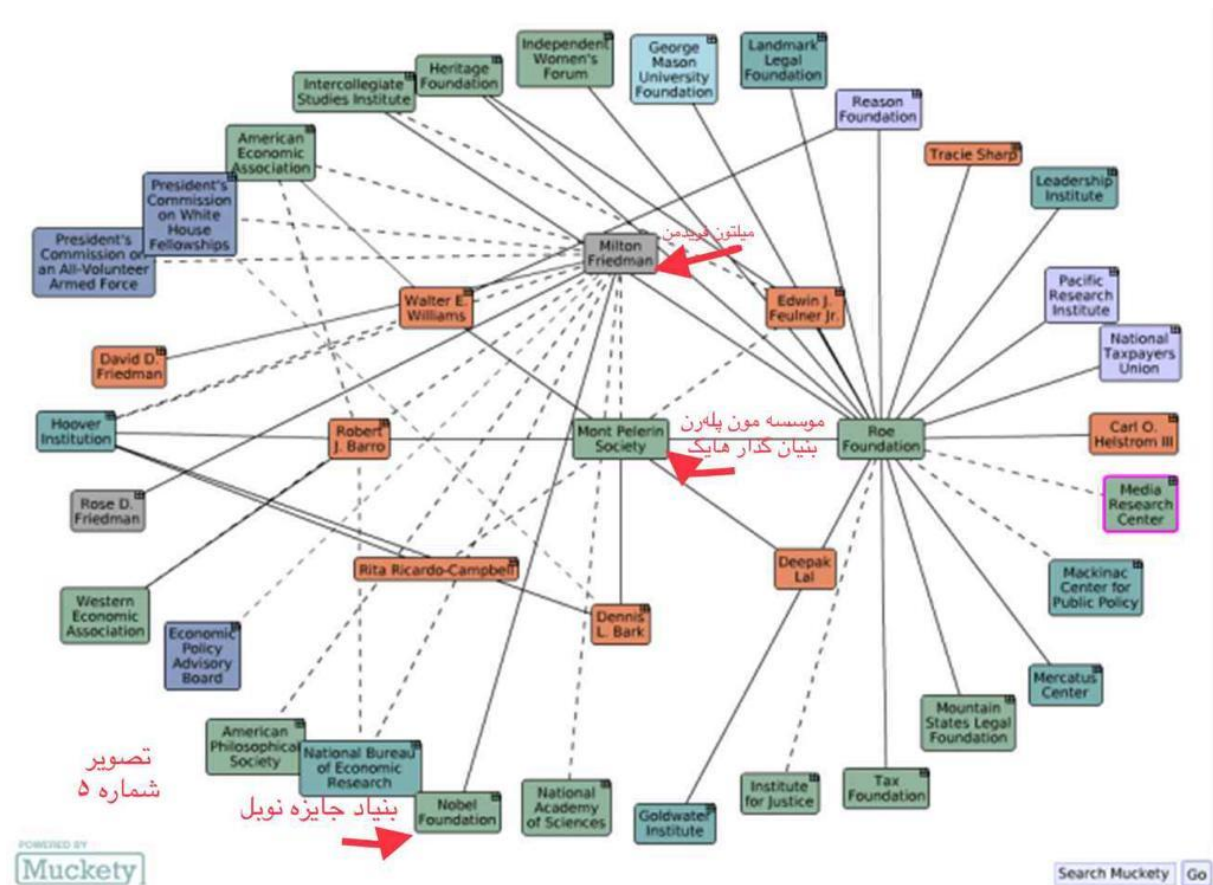 Independent
Women's
Forum
George
Mason
University
Foundation
Landmark
Legal
Foundation
Heritage
Foundation
Intercollegiate
Studies Institute
Reason
Foundation
American
Economic
Association
Tracie Sharp
Leadership
Institute
President's
Commission
on White
House
Fellowships
President's
Commission on
an All-Volunteer
Armed Force
میلتون فریدمن
Milton
Friedman
Pacific
Research
Institute
Walter E.
Williams
Edwin J.
Feulner Jr.
National
Taxpayers
Union
David D.
Friedman
Hoover
Institution
Robert
J. Barro
Mont Pelerin
Society
موسسه مون پله‌رن
بنیان گذار هایک
Roe
Foundation
Carl O.
Helstrom III
Rose D.
Friedman
Media
Research
Center
Rita Ricardo-Campbell
Deepak
Lal
Mackinac
Center for
Public Policy
Western
Economic
Association
Economic
Policy
Advisory
Board
Dennis
L. Bark
Mercatus
Center
American
Philosophical
Society
National Bureau
of Economic
Research
Mountain
States Legal
Foundation
تصویر
شماره ۵
بنیاد جایزه نوبل
Nobel
Foundation
National
Academy
of Sciences
Goldwater
Institute
Institute
for Justice
Tax
Foundation
POWERED BY
Muckety
Search Muckety
Go